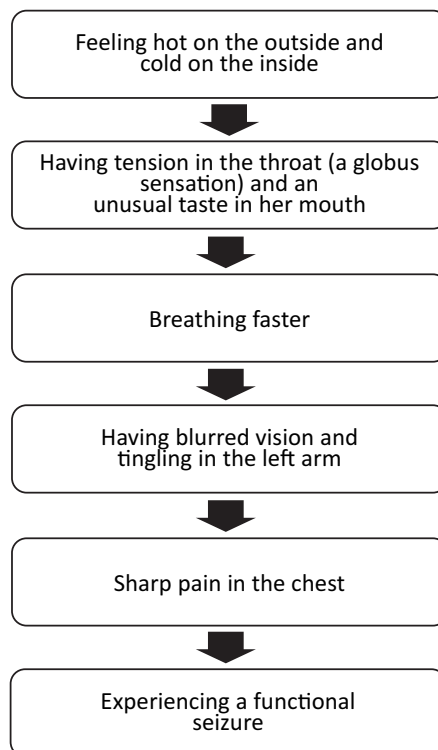 Feeling hot on the outside and
cold on the inside
Having tension in the throat (a globus
sensation) and an
unusual taste in her mouth
Breathing faster
Having blurred vision and
tingling in the left arm
Sharp pain in the chest
Experiencing a functional
seizure